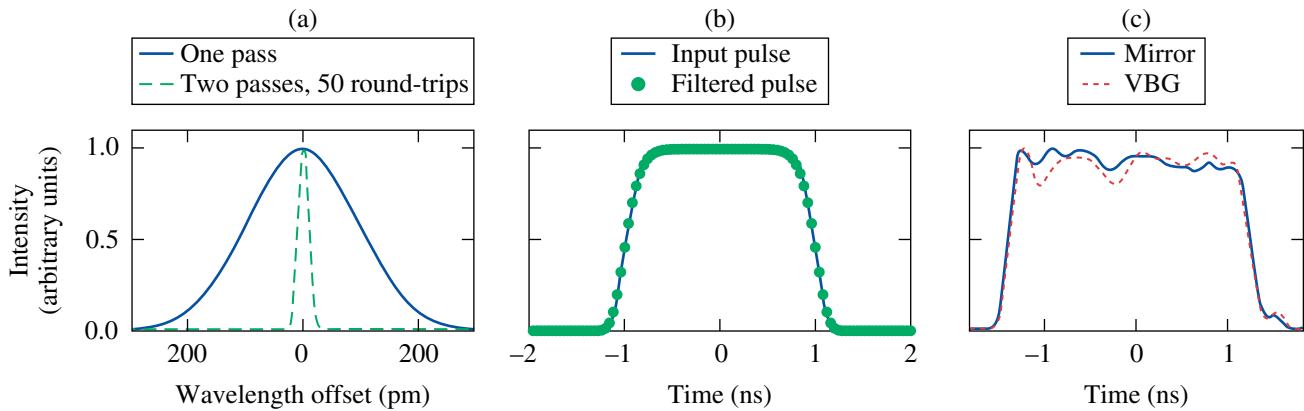 (a)
One pass
Two passes, 50 round-trips
Intensity
(arbitrary units)
1.0
0.5
0.0
200
0
200
Wavelength offset (pm)
(b)
Input pulse
Filtered pulse
–2
–1
0
1
2
Time (ns)
(c)
Mirror
VBG
–1
0
1
Time (ns)